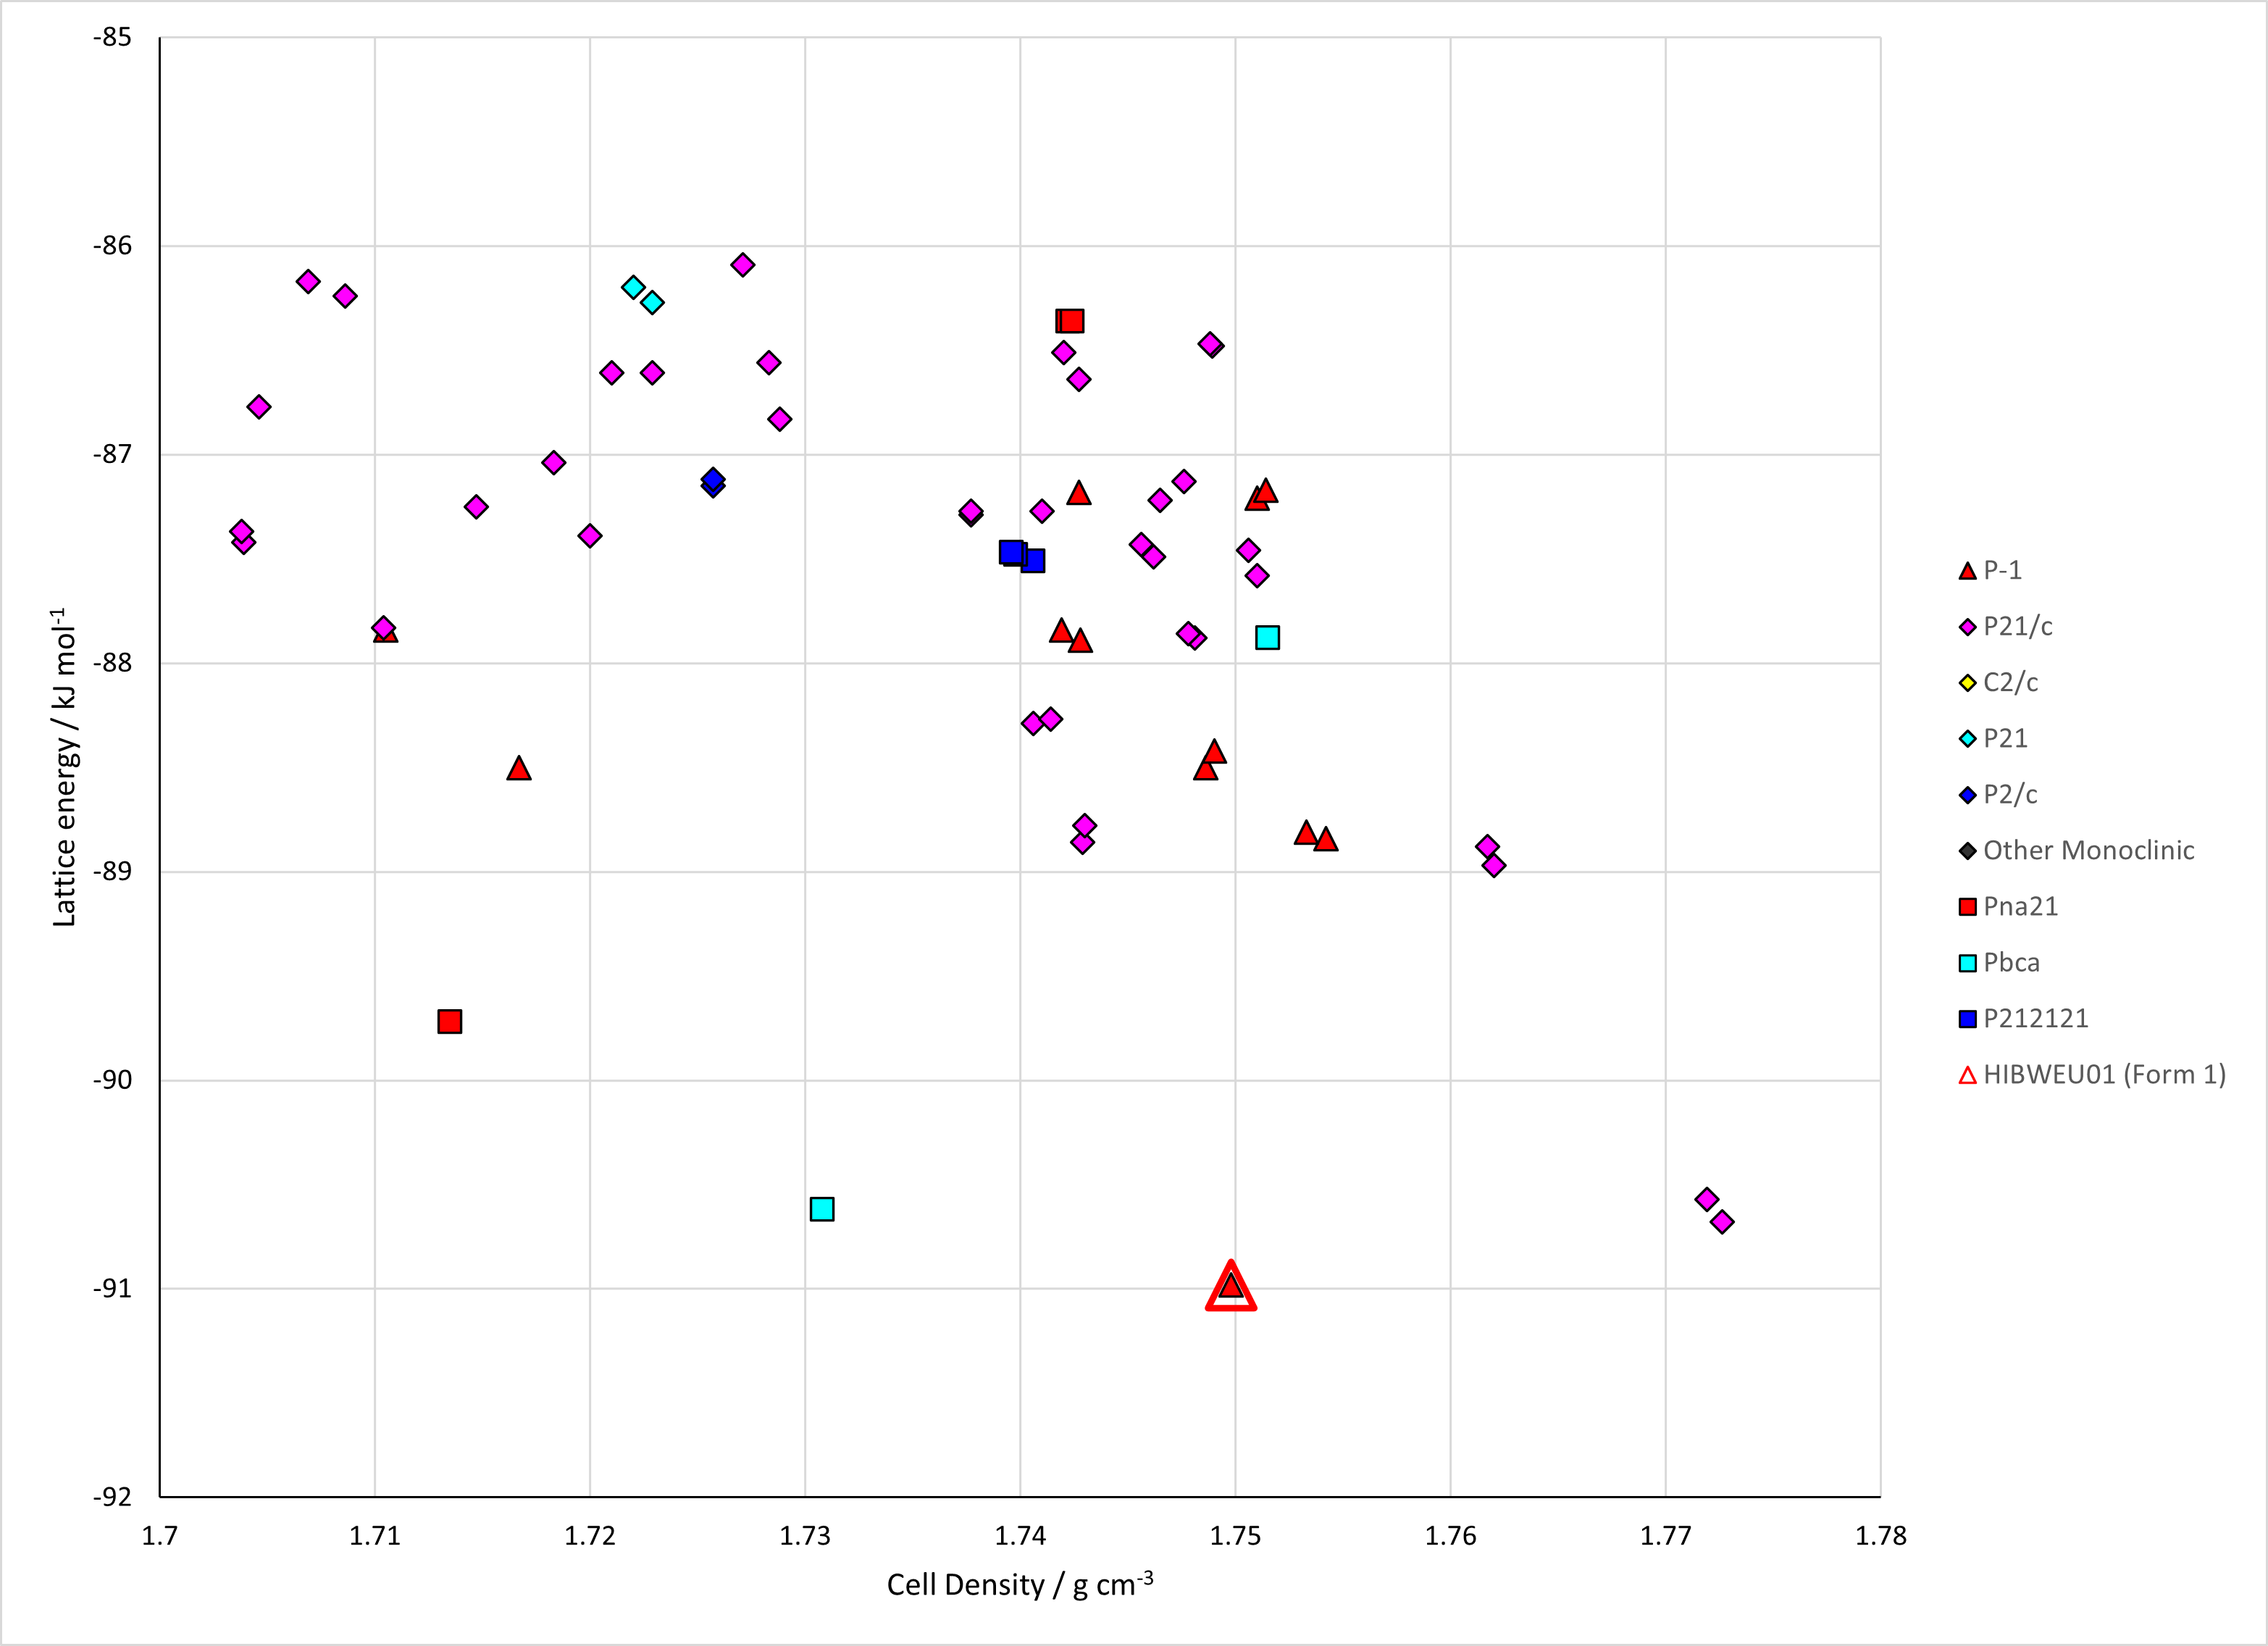 -85
-86
-87
-88
-89
-90
-91
-92
Lattice energy / kJ mol⁻¹
1.7 1.71 1.72 1.73 1.74 1.75 1.76 1.77 1.78
Cell Density / g cm⁻³
P-1
P21/c
C2/c
P21
P2/c
Other Monoclinic
Pna21
Pbca
P212121
HIBWEU01 (Form 1)